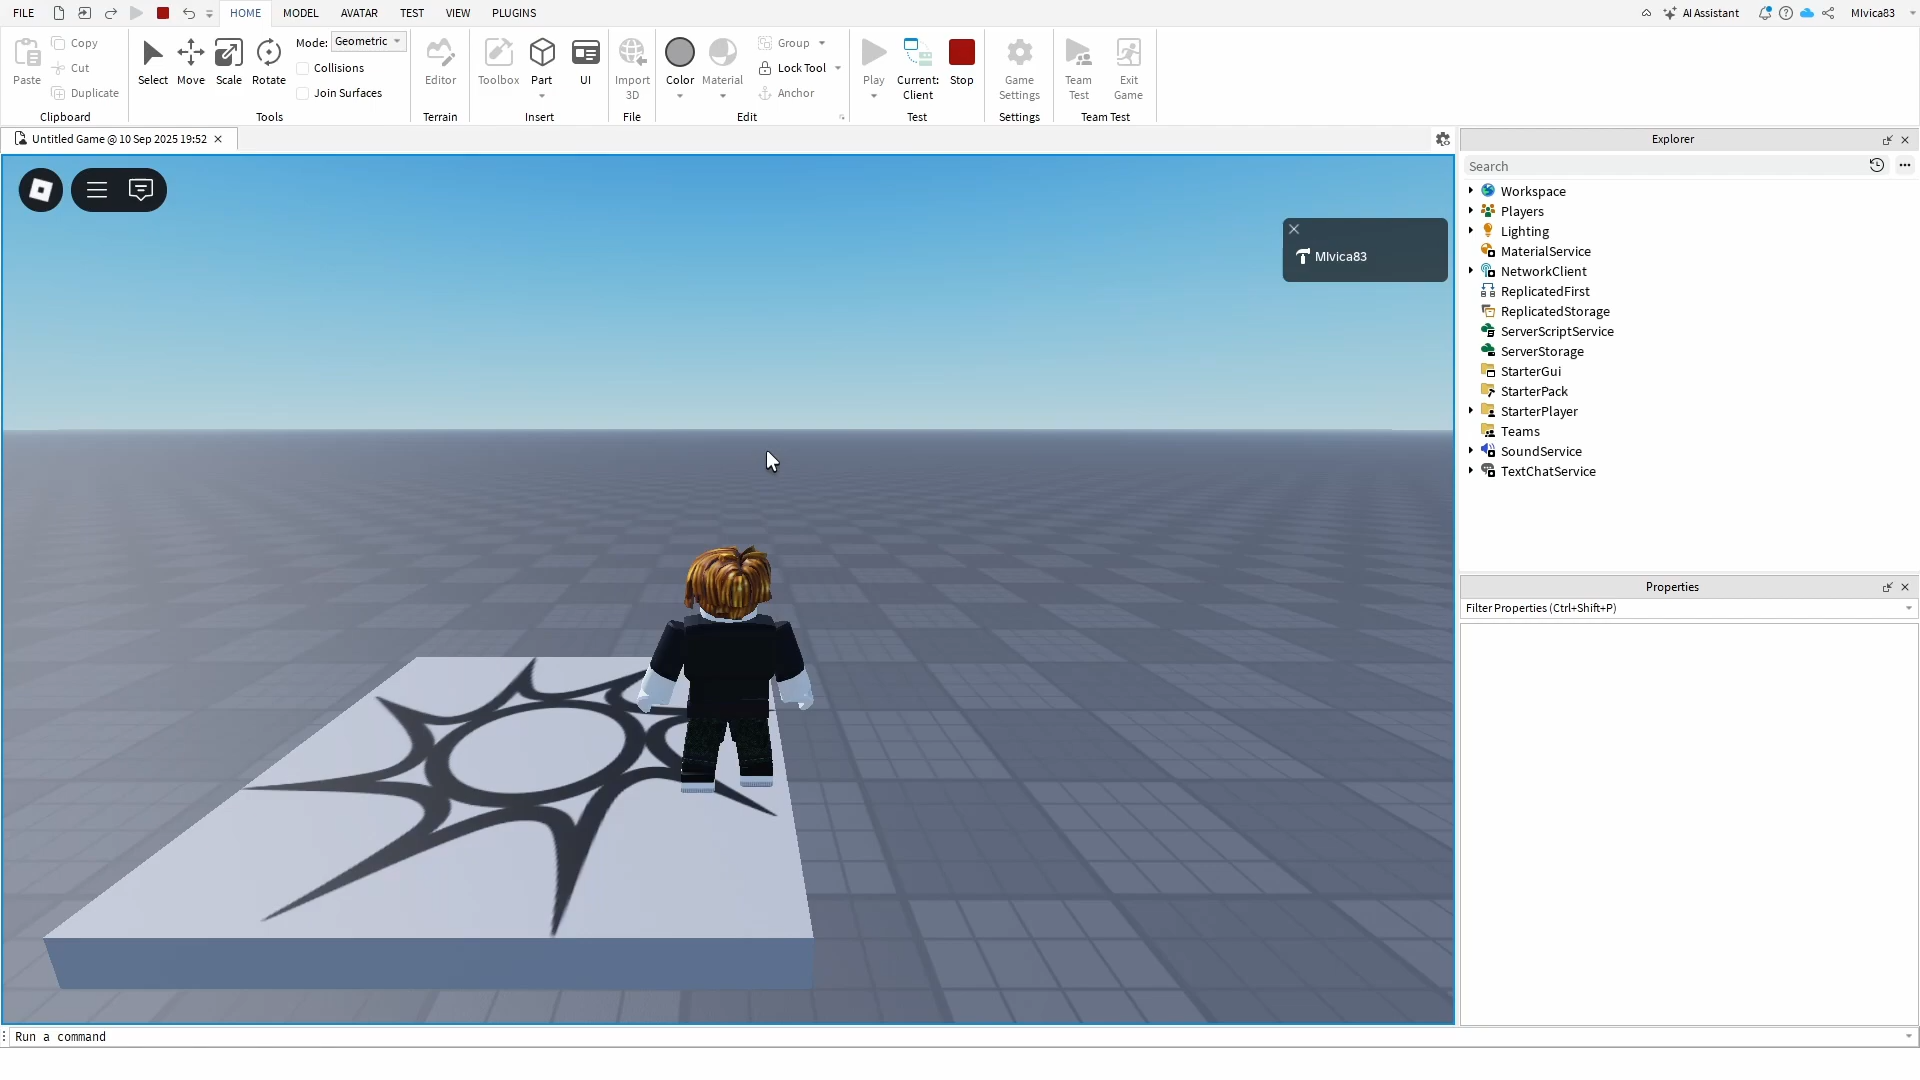 FILE HOME MODEL AVATAR TEST VIEW PLUGINS AI Assistant MIvica83
Paste Copy Cut Duplicate Clipboard
Select Move Scale Rotate Mode: Geometric Collisions Join Surfaces Tools
Editor Terrain
Toolbox Part UI Insert
Import 3D File
Color Material Group Lock Tool Anchor Edit
Play Current: Client Stop Test
Game Settings Settings
Team Test Exit Game Team Test
Untitled Game @ 10 Sep 2025 19:52
MIvica83
Explorer
Search
Workspace
Players
Lighting
MaterialService
NetworkClient
ReplicatedFirst
ReplicatedStorage
ServerScriptService
ServerStorage
StarterGui
StarterPack
StarterPlayer
Teams
SoundService
TextChatService
Properties
Filter Properties (Ctrl+Shift+P)
Run a command